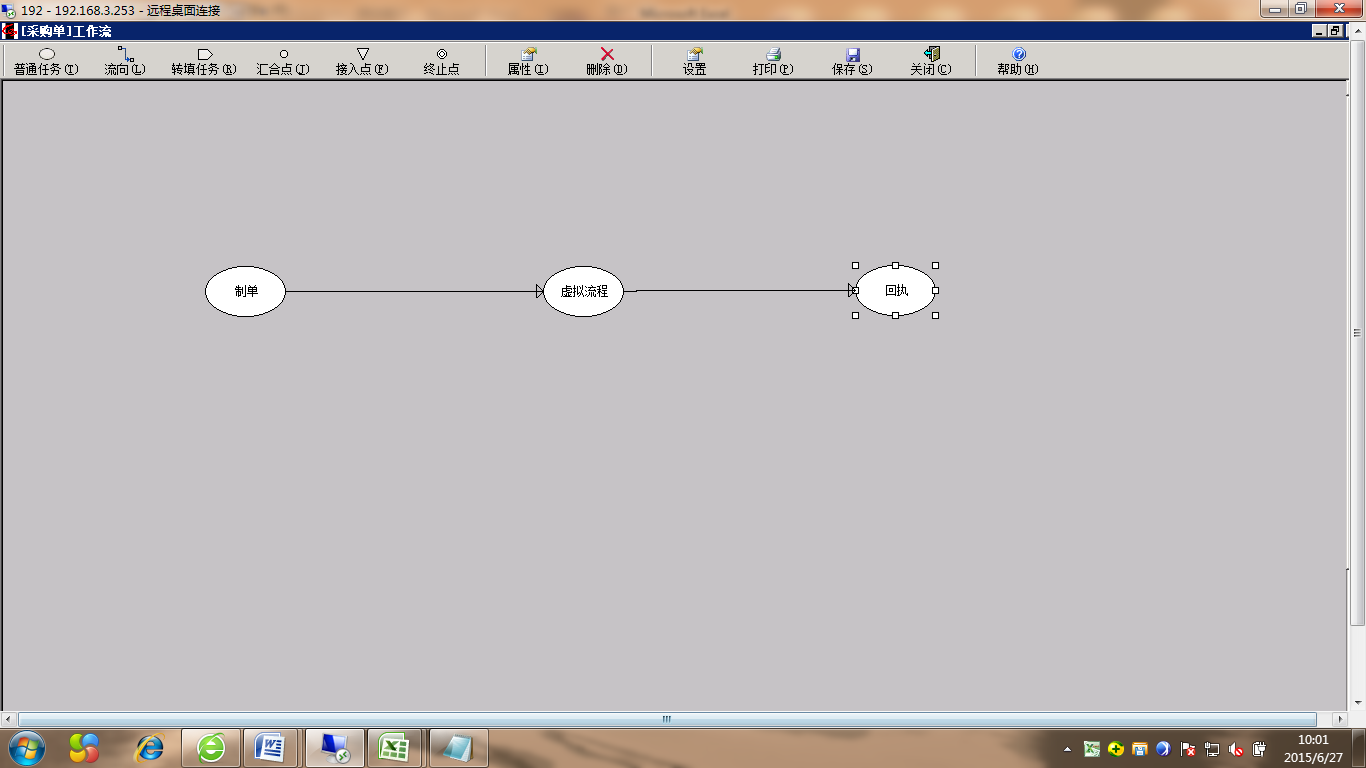 192 - 192.168.3.253 - 远程桌面连接
[采购单]工作流
普通任务(T) 流向(L) 转填任务(R) 汇合点(J) 接入点(F) 终止点 属性(I) 删除(D) 设置 打印(P) 保存(S) 关闭(C) 帮助(H)
制单 虚拟流程 回执
10:01
2015/6/27